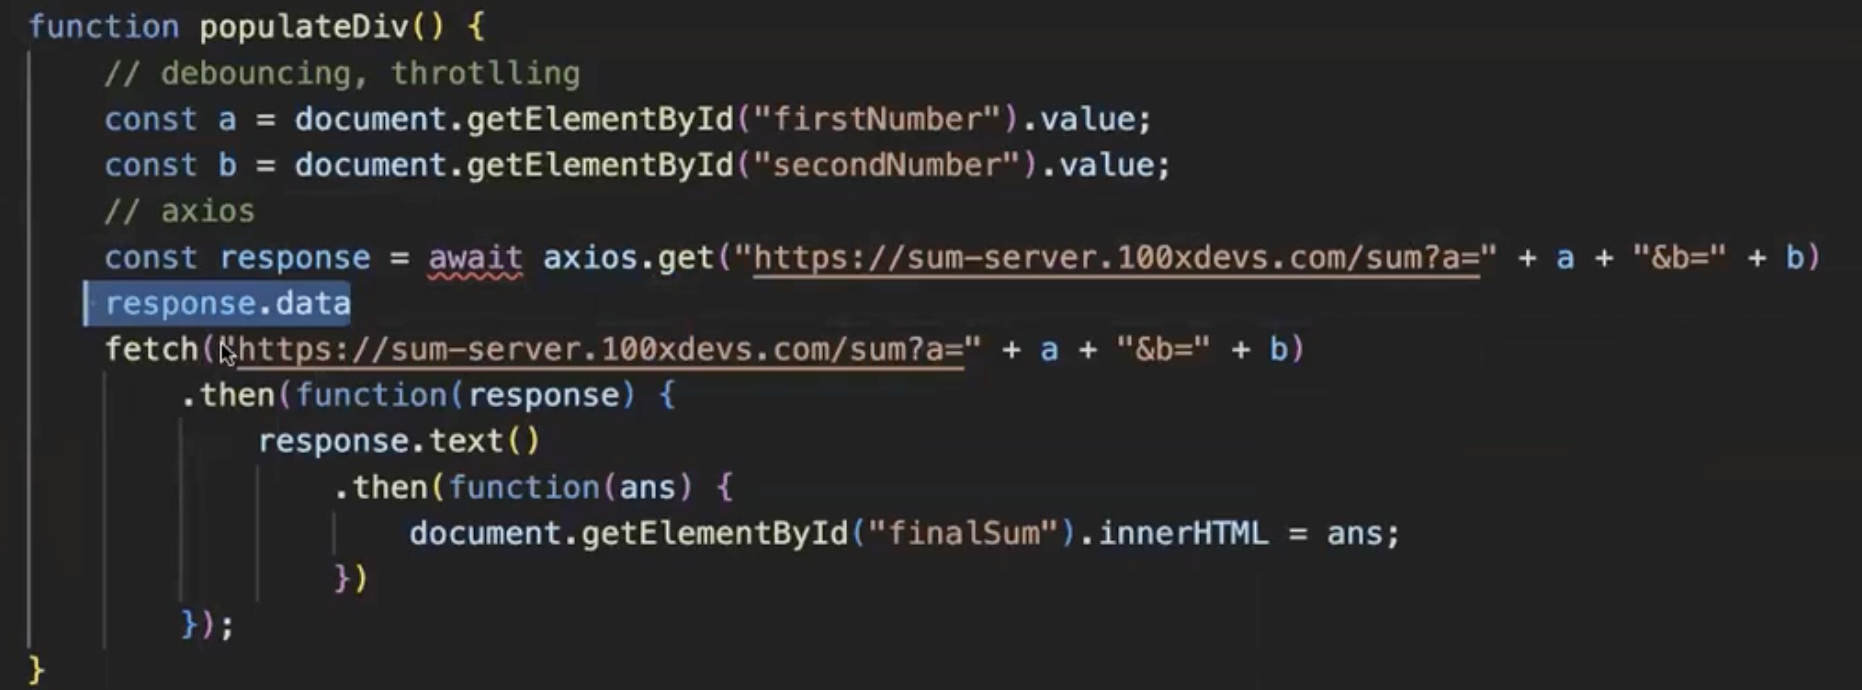 function populateDiv() {
// debouncing, throtlling
const a = document.getElementById("firstNumber").value;
const b = document.getElementById("secondNumber").value;
// axios
const response = await axios.get("https://sum-server.100xdevs.com/sum?a=" + a + "&b=" + b)
response.data
fetch("https://sum-server.100xdevs.com/sum?a=" + a + "&b=" + b)
.then(function(response) {
response.text()
.then(function(ans) {
document.getElementById("finalSum").innerHTML = ans;
})
});
}